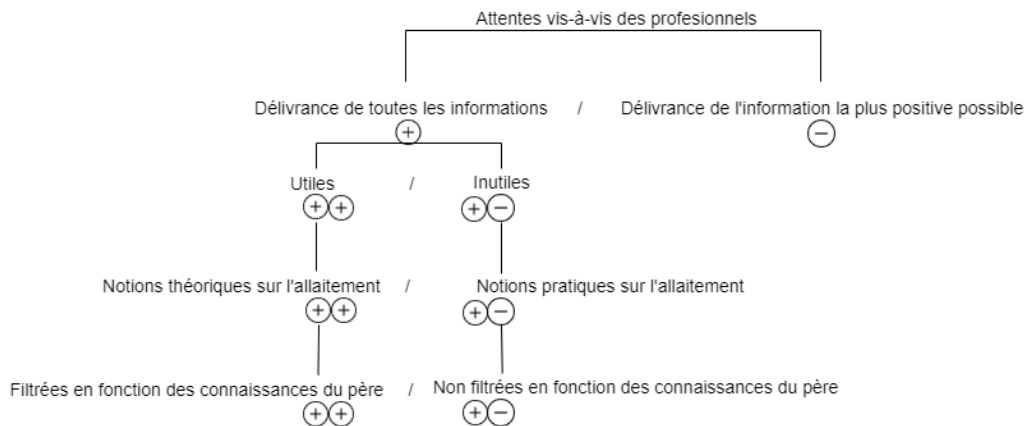 Attentes vis-à-vis des profesionnels
Délivrance de toutes les informations / Délivrance de l'information la plus positive possible
+ −
Utiles / Inutiles
+ + + −
Notions théoriques sur l'allaitement / Notions pratiques sur l'allaitement
+ + + −
Filtrées en fonction des connaissances du père / Non filtrées en fonction des connaissances du père
+ + + −